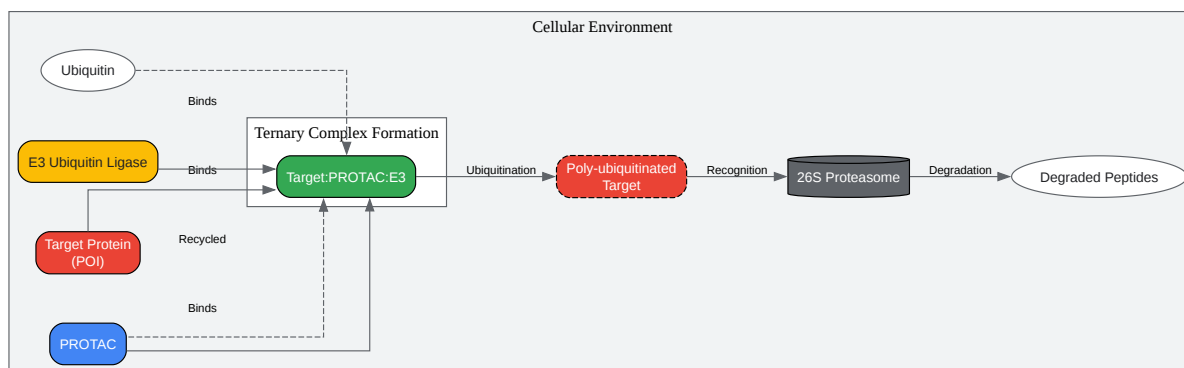 Cellular Environment
Ubiquitin
Binds
Ternary Complex Formation
E3 Ubiquitin Ligase
Binds
Target:PROTAC:E3
Ubiquitination
Poly-ubiquitinated
Target
Recognition
26S Proteasome
Degradation
Degraded Peptides
Target Protein
(POI)
Recycled
Binds
PROTAC